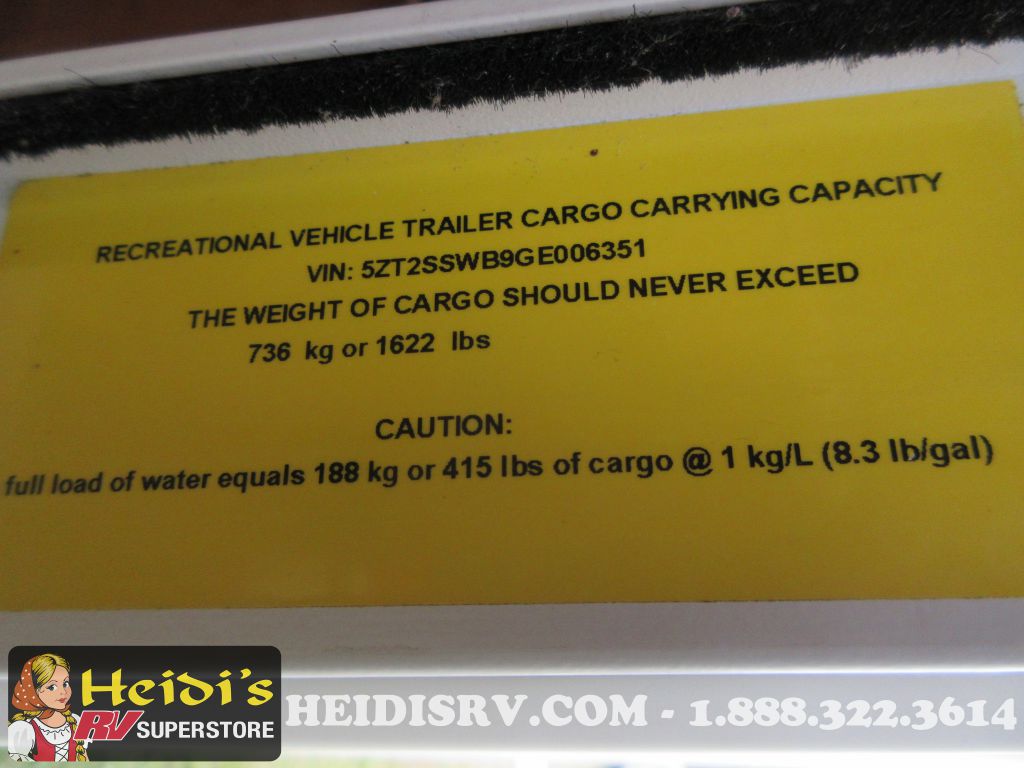 RECREATIONAL VEHICLE TRAILER CARGO CARRYING CAPACITY
VIN: 5ZT2SSWB9GE006351
THE WEIGHT OF CARGO SHOULD NEVER EXCEED
736 kg or 1622 lbs
CAUTION:
full load of water equals 188 kg or 415 lbs of cargo @ 1 kg/L (8.3 lb/gal)
Heidi's
RV SUPERSTORE
HEIDISRV.COM - 1.888.322.3614